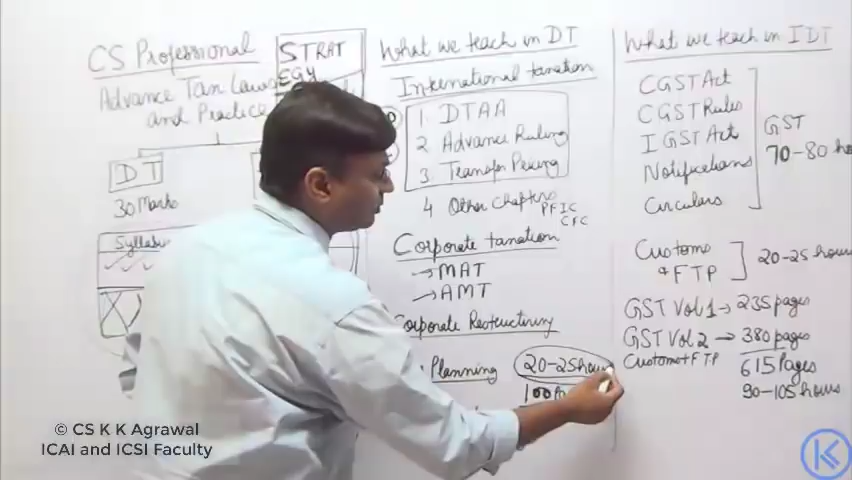 CS Professional
Advance Tax Laws
and Practice
STRAT
EGY
DT
30 Marks
Syllabus
What we teach in DT
International taxation
1. DTAA
2 Advance Ruling
3 Transfer Pricing
4 Other Chapters
PFIC
CFC
Corporate taxation
→ MAT
→ AMT
Corporate Restructuring
Planning
20-25 hours
100
What we teach in IDT
CGST Act
CGST Rules
IGST Act
Notifications
Circulars
GST
70-80 ho
Customs
+ FTP
20-25 hours
GST Vol 1 → 235 pages
GST Vol 2 → 380 pages
Customs+FTP
615 Pages
90-105 hours
© CS K K Agrawal
ICAI and ICSI Faculty